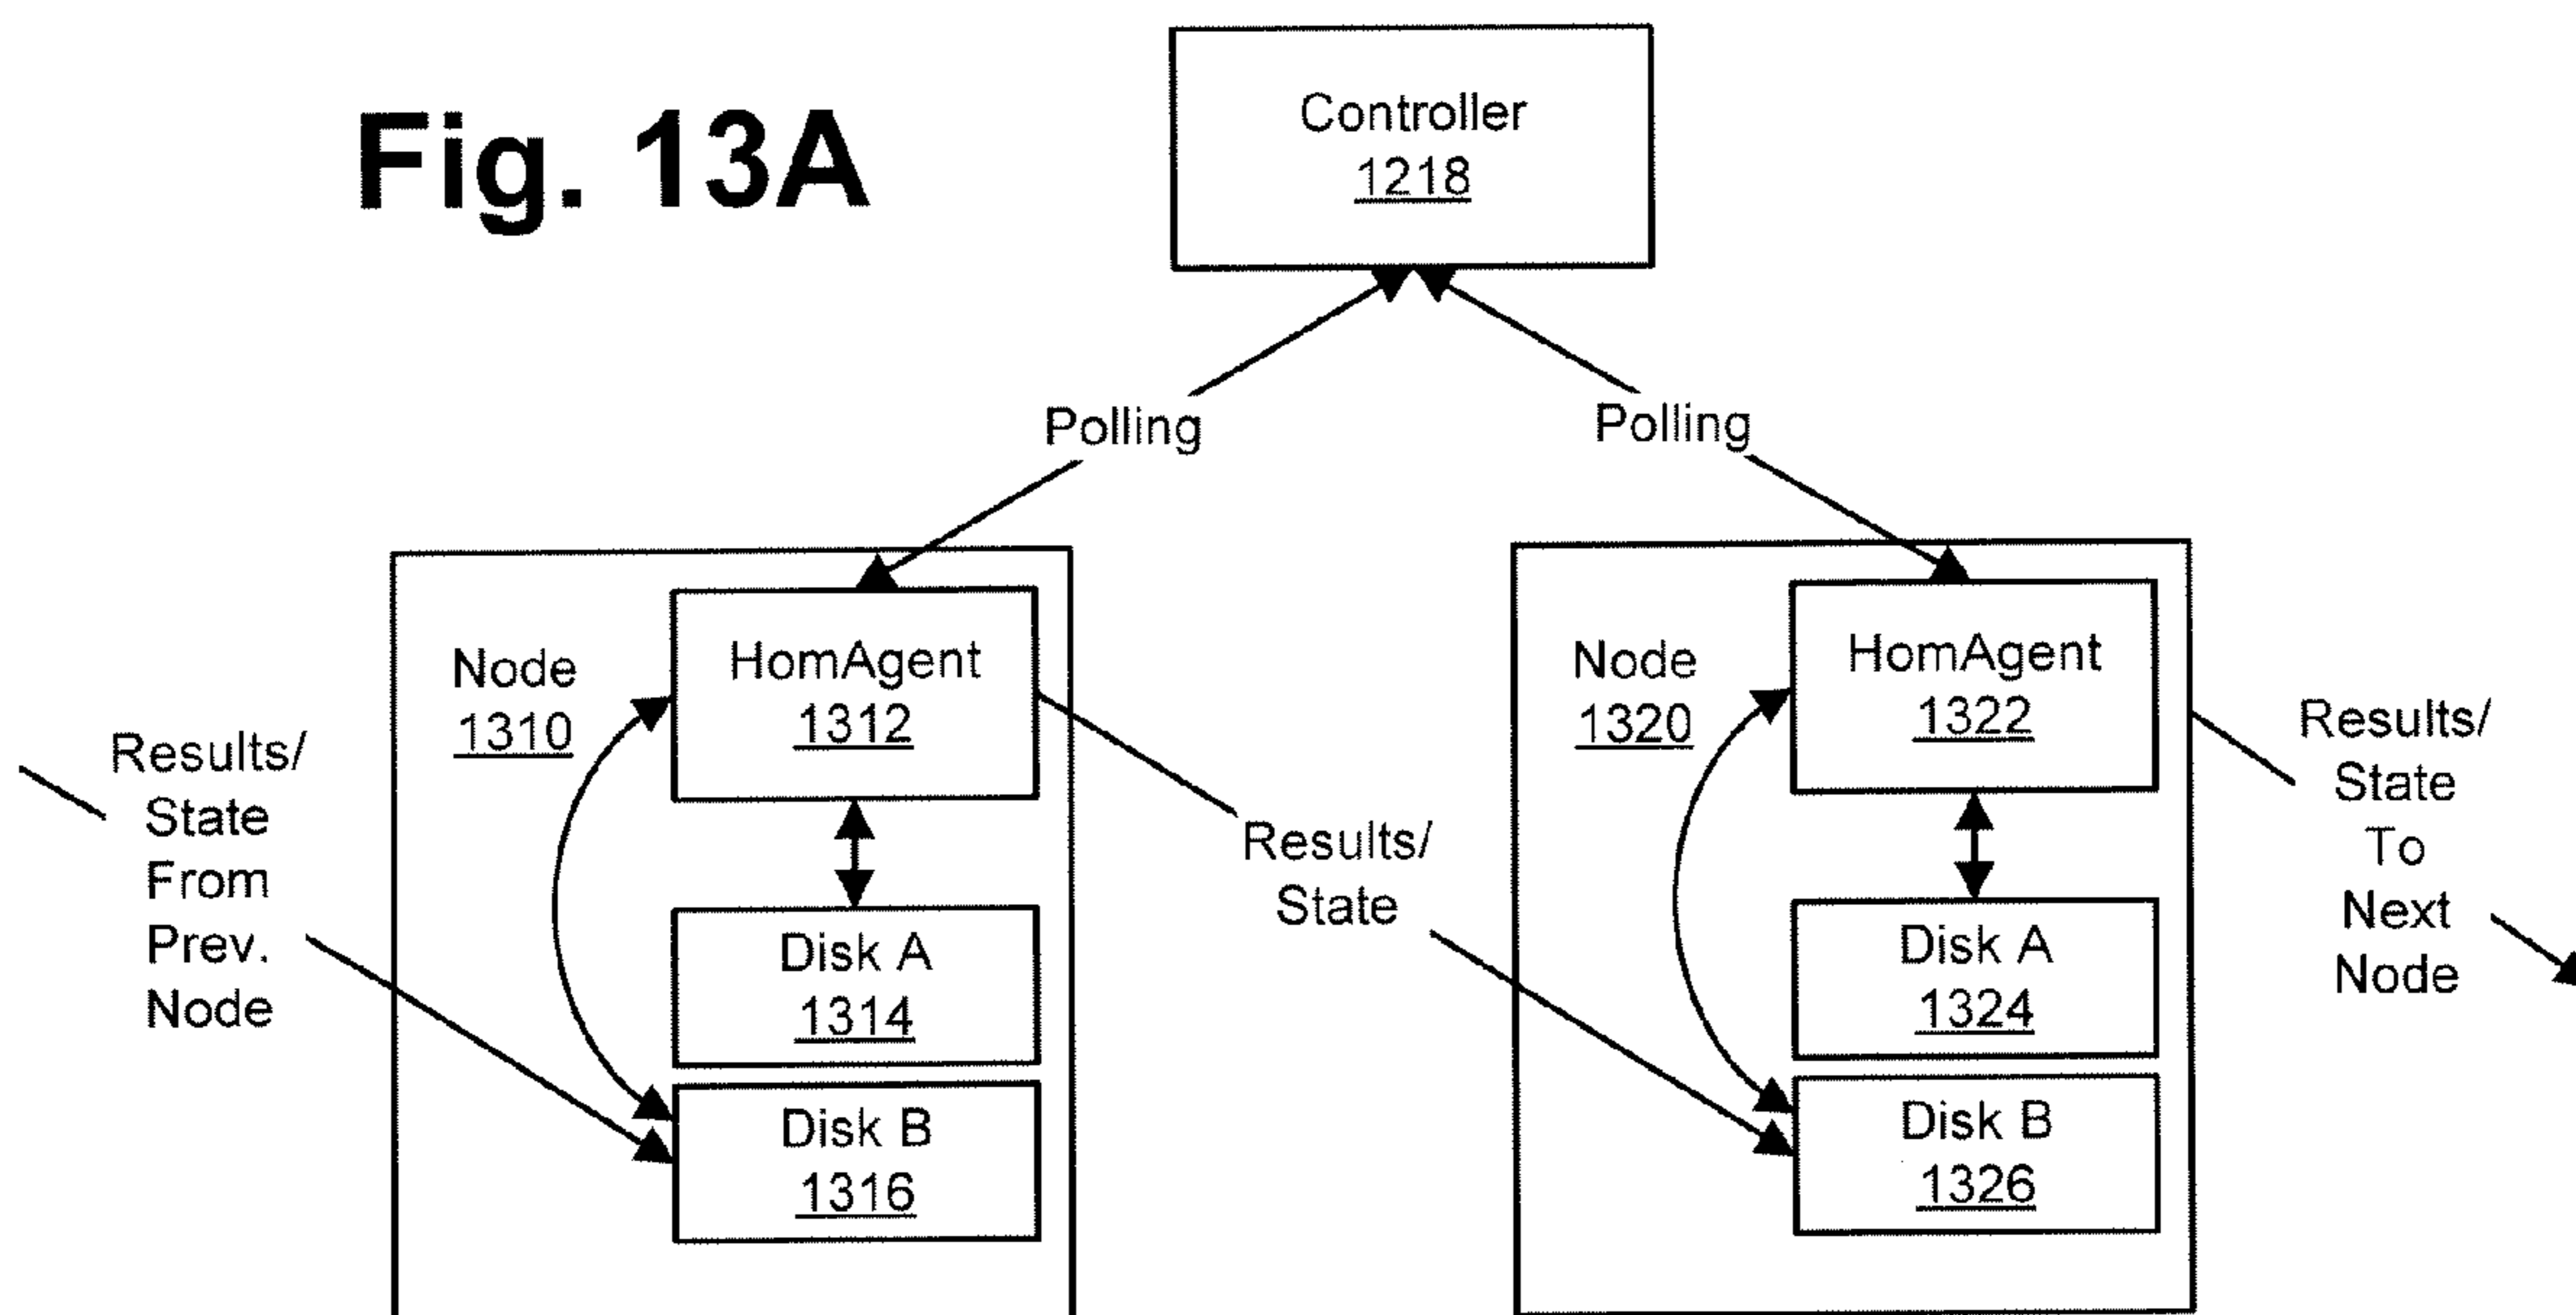 Fig. 13A
Controller
1218
Polling
Polling
Node
1310
HomAgent
1312
Disk A
1314
Disk B
1316
Results/
State
From
Prev.
Node
Results/
State
Node
1320
HomAgent
1322
Disk A
1324
Disk B
1326
Results/
State
To
Next
Node